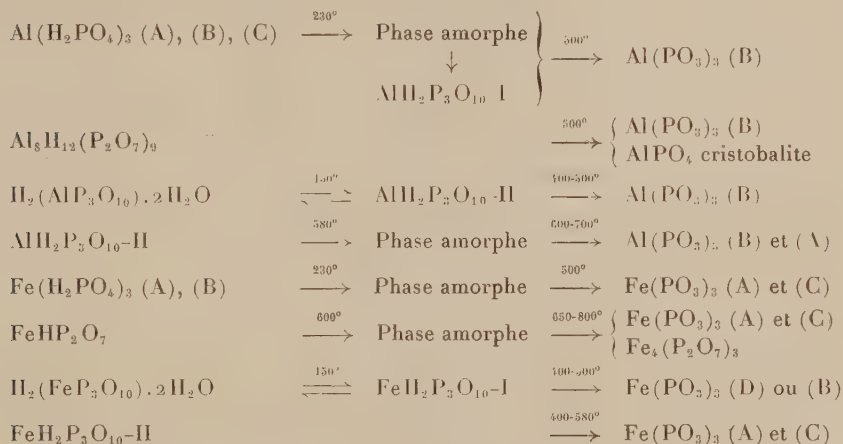 Al(H₂PO₄)₃ (A), (B), (C) 230° ⟶ Phase amorphe
↓
AlH₂P₃O₁₀-I
} 500° ⟶ Al(PO₃)₃ (B)
Al₈H₁₂(P₂O₇)₉ 500° ⟶ { Al(PO₃)₃ (B)
AlPO₄ cristobalite
H₂(AlP₃O₁₀).2H₂O 150° ⇌ AlH₂P₃O₁₀-II 400-500° ⟶ Al(PO₃)₃ (B)
AlH₂P₃O₁₀-II 580° ⟶ Phase amorphe 600-700° ⟶ Al(PO₃)₃ (B) et (A)
Fe(H₂PO₄)₃ (A), (B) 230° ⟶ Phase amorphe 500° ⟶ Fe(PO₃)₃ (A) et (C)
FeHP₂O₇ 600° ⟶ Phase amorphe 650-800° ⟶ { Fe(PO₃)₃ (A) et (C)
Fe₄(P₂O₇)₃
H₂(FeP₃O₁₀).2H₂O 150° ⇌ FeH₂P₃O₁₀-I 400-500° ⟶ Fe(PO₃)₃ (D) ou (B)
FeH₂P₃O₁₀-II 400-580° ⟶ Fe(PO₃)₃ (A) et (C)